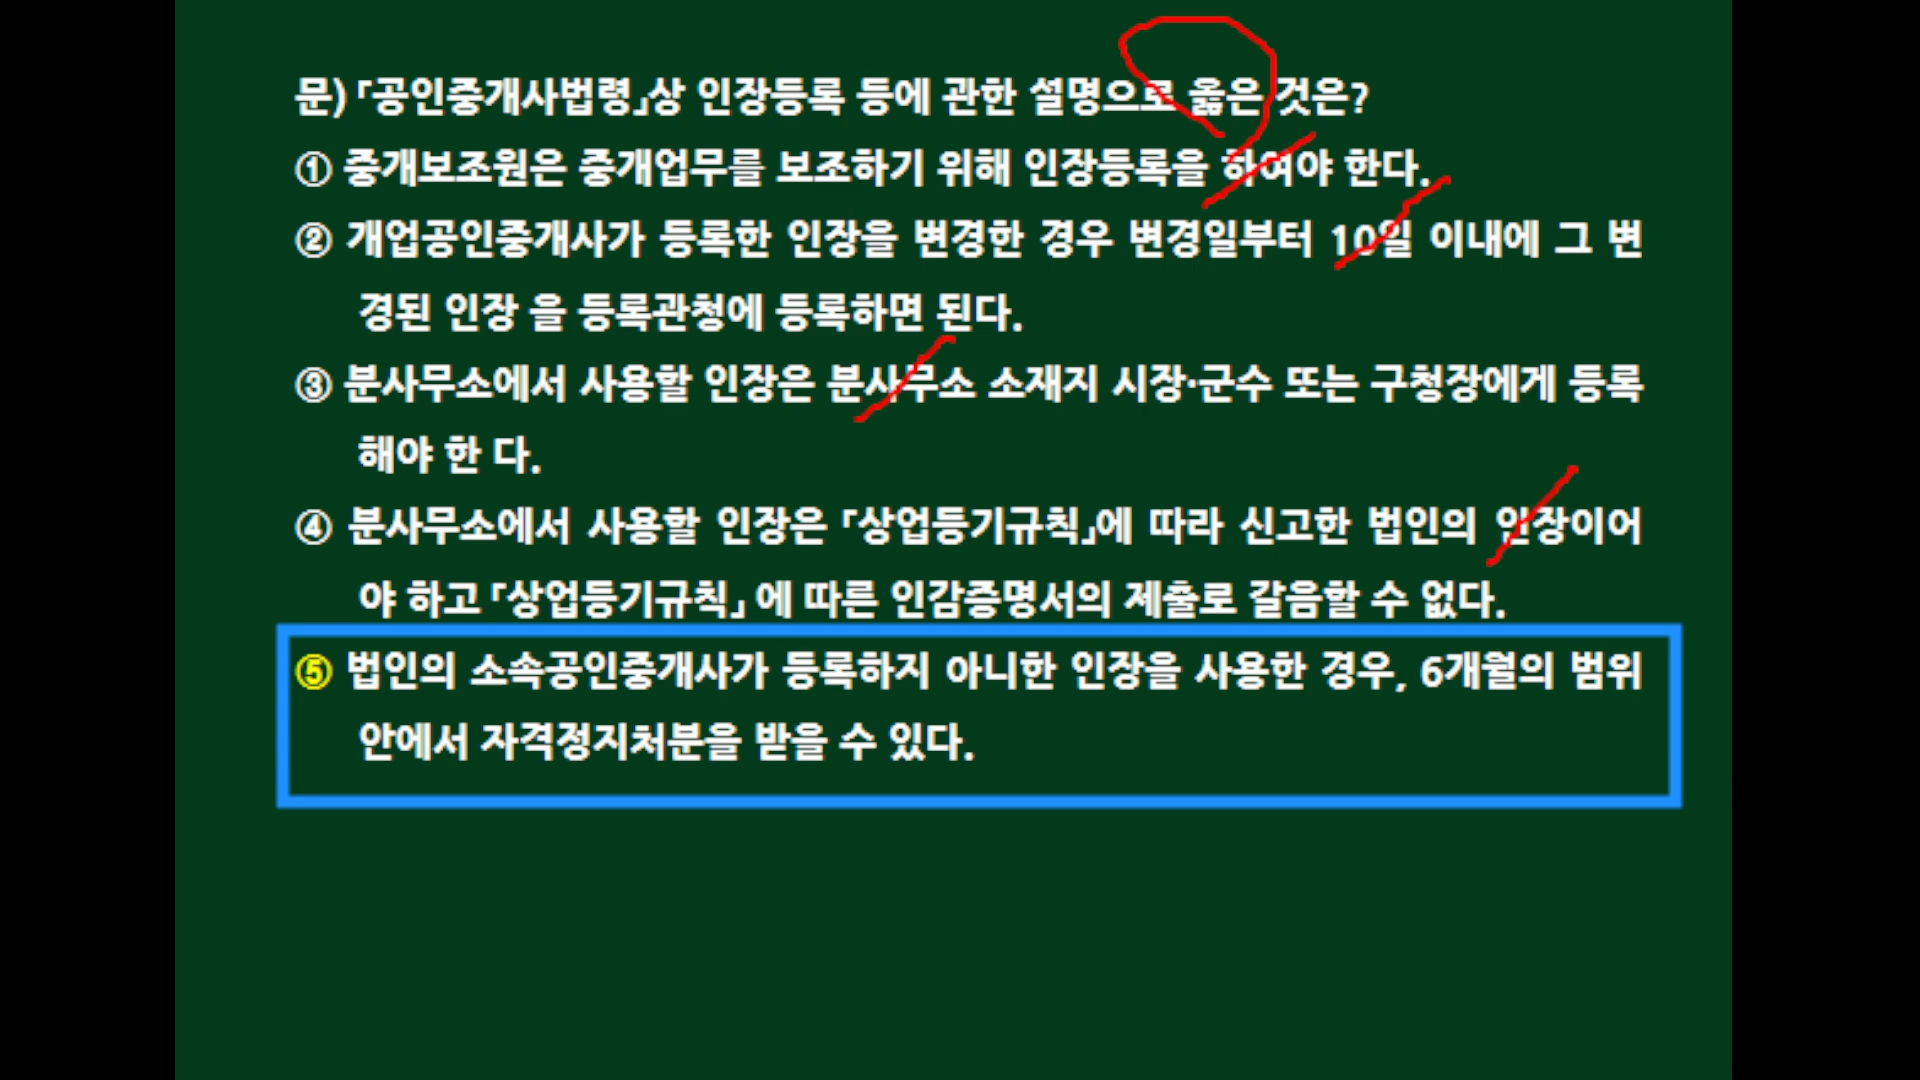 문) 「공인중개사법령」상 인장등록 등에 관한 설명으로 옳은 것은?
① 중개보조원은 중개업무를 보조하기 위해 인장등록을 하여야 한다.
② 개업공인중개사가 등록한 인장을 변경한 경우 변경일부터 10일 이내에 그 변
경된 인장 을 등록관청에 등록하면 된다.
③ 분사무소에서 사용할 인장은 분사무소 소재지 시장·군수 또는 구청장에게 등록
해야 한 다.
④ 분사무소에서 사용할 인장은 「상업등기규칙」에 따라 신고한 법인의 인장이어
야 하고 「상업등기규칙」 에 따른 인감증명서의 제출로 갈음할 수 없다.
⑤ 법인의 소속공인중개사가 등록하지 아니한 인장을 사용한 경우, 6개월의 범위
안에서 자격정지처분을 받을 수 있다.